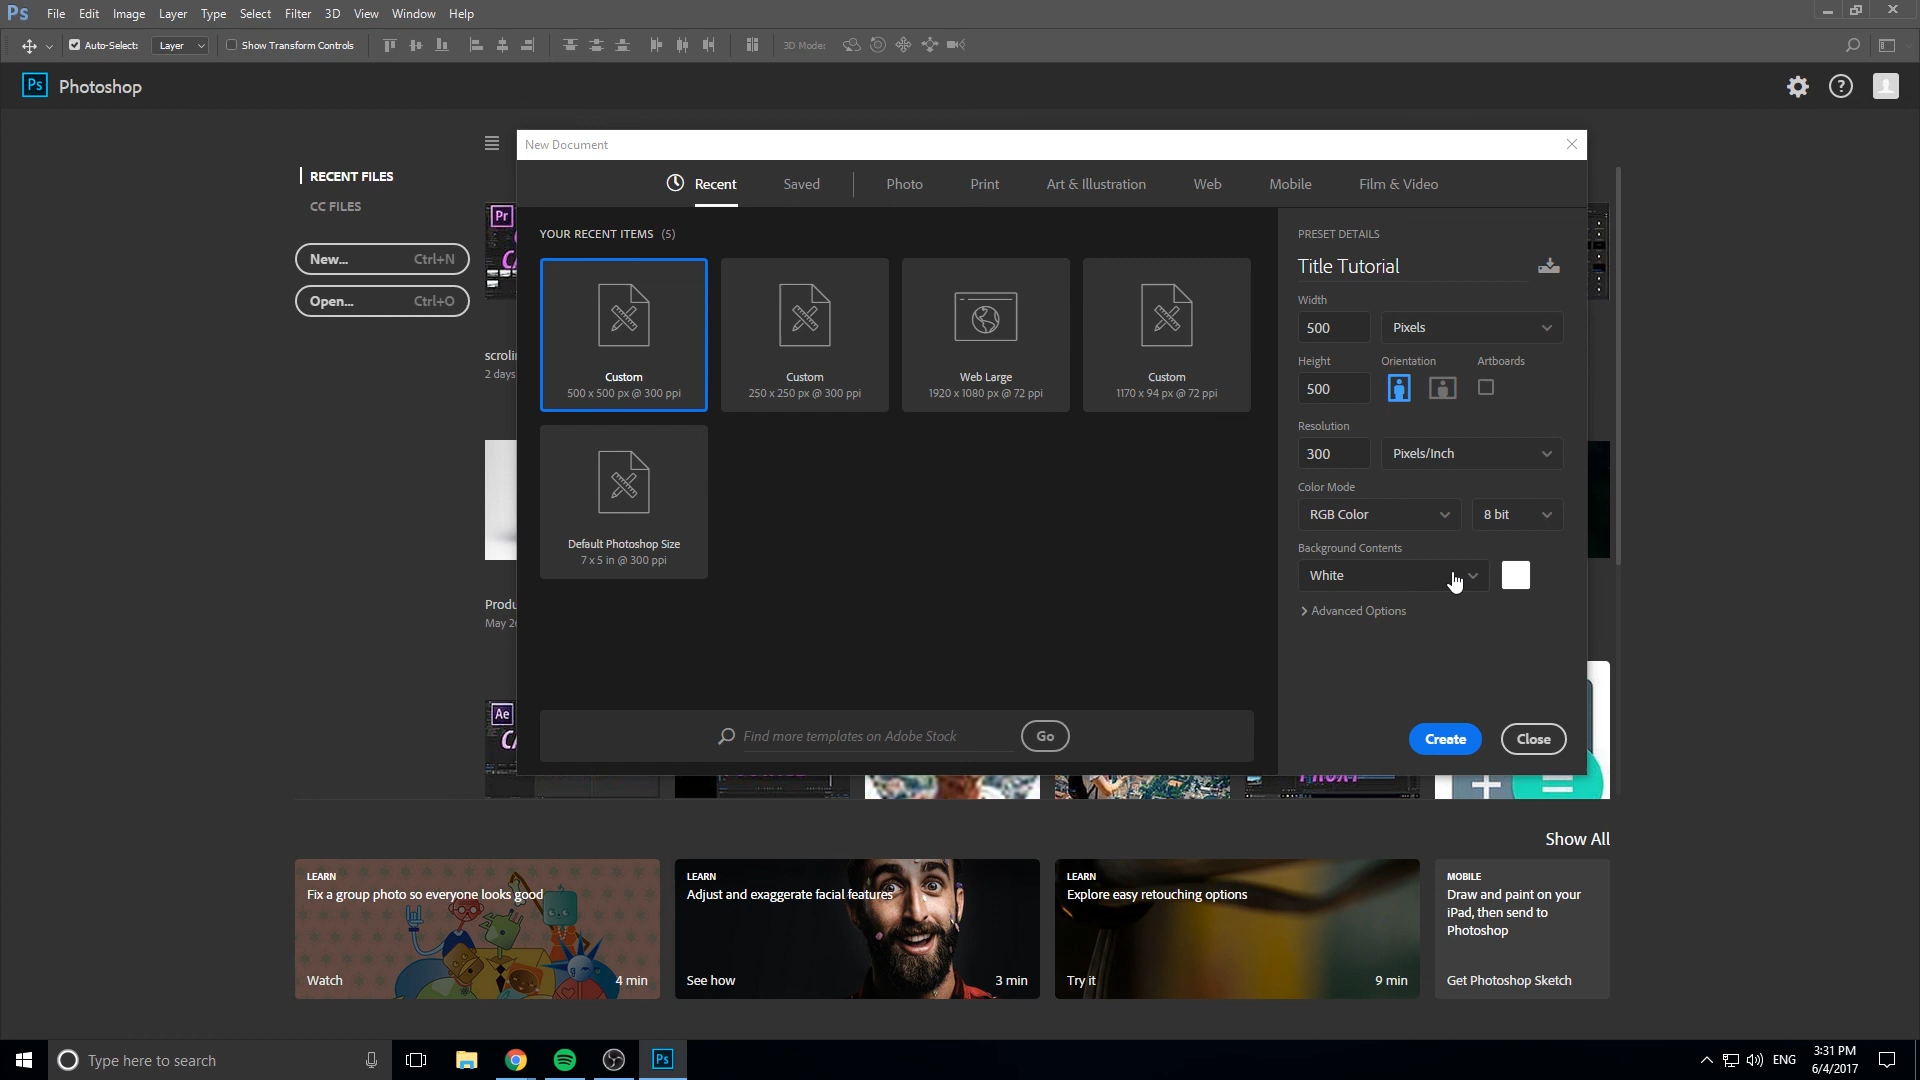 Ps File Edit Image Layer Type Select Filter 3D View Window Help
Auto-Select: Layer Show Transform Controls 3D Mode:
Ps Photoshop
RECENT FILES
CC FILES
New... Ctrl+N
Open... Ctrl+O
Pr
2 days
May 2
Ae
New Document
Recent Saved Photo Print Art & Illustration Web Mobile Film & Video
YOUR RECENT ITEMS (5)
Custom
500 x 500 px @ 300 ppi
Custom
250 x 250 px @ 300 ppi
Web Large
1920 x 1080 px @ 72 ppi
Custom
1170 x 94 px @ 72 ppi
Default Photoshop Size
7 x 5 in @ 300 ppi
Find more templates on Adobe Stock Go
PRESET DETAILS
Title Tutorial
Width
500 Pixels
Height Orientation Artboards
500
Resolution
300 Pixels/Inch
Color Mode
RGB Color 8 bit
Background Contents
White
Advanced Options
Create Close
Show All
LEARN
Fix a group photo so everyone looks good
Watch 4 min
LEARN
Adjust and exaggerate facial features
See how 3 min
LEARN
Explore easy retouching options
Try it 9 min
MOBILE
Draw and paint on your
iPad, then send to
Photoshop
Get Photoshop Sketch
Type here to search
Ps
ENG
3:31 PM
6/4/2017